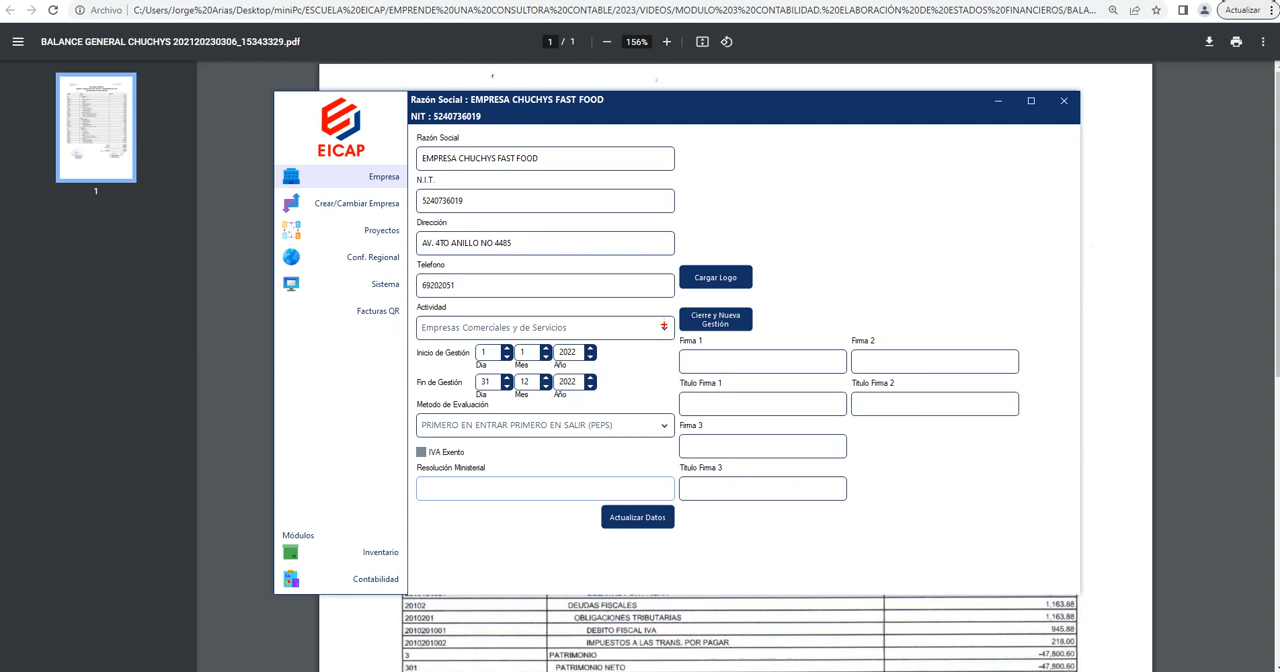 Archivo C:/Users/Jorge%20Arias/Desktop/miniPc/ESCUELA%20EICAP/EMPRENDE%20UNA%20CONSULTORA%20CONTABLE/2023/VIDEOS/MODULO%203%20CONTABILIDAD.%20ELABORACIÓN%20DE%20ESTADOS%20FINANCIEROS/BALA... Actualizar
BALANCE GENERAL CHUCHYS 202120230306_15343329.pdf 1 / 1 — 156% +
1
Razón Social : EMPRESA CHUCHYS FAST FOOD
NIT : 5240736019
EICAP
Empresa
Crear/Cambiar Empresa
Proyectos
Conf. Regional
Sistema
Facturas QR
Módulos
Inventario
Contabilidad
Razón Social
EMPRESA CHUCHYS FAST FOOD
N.I.T.
5240736019
Dirección
AV. 4TO ANILLO NO 4485
Telefono
69202051
Cargar Logo
Actividad
Empresas Comerciales y de Servicios
Cierre y Nueva
Gestión
Inicio de Gestión 1 1 2022
Dia Mes Año
Fin de Gestión 31 12 2022
Dia Mes Año
Metodo de Evaluación
PRIMERO EN ENTRAR PRIMERO EN SALIR (PEPS)
IVA Exento
Resolución Ministerial
Firma 1 Firma 2
Titulo Firma 1 Titulo Firma 2
Firma 3
Titulo Firma 3
Actualizar Datos
20102 DEUDAS FISCALES 1,163.88
2010201 OBLIGACIONES TRIBUTARIAS 1,163.88
2010201001 DEBITO FISCAL IVA 945.88
2010201002 IMPUESTOS A LAS TRANS. POR PAGAR 218.00
3 PATRIMONIO -47,800.60
301 PATRIMONIO NETO -47,800.60